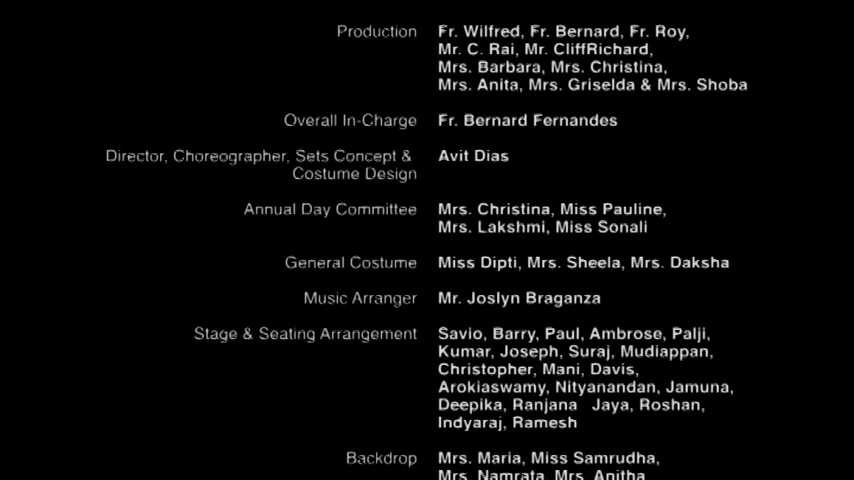 Production Fr. Wilfred, Fr. Bernard, Fr. Roy,
Mr. C. Rai, Mr. CliffRichard,
Mrs. Barbara, Mrs. Christina,
Mrs. Anita, Mrs. Griselda & Mrs. Shoba
Overall In-Charge Fr. Bernard Fernandes
Director, Choreographer, Sets Concept & Avit Dias
Costume Design
Annual Day Committee Mrs. Christina, Miss Pauline,
Mrs. Lakshmi, Miss Sonali
General Costume Miss Dipti, Mrs. Sheela, Mrs. Daksha
Music Arranger Mr. Joslyn Braganza
Stage & Seating Arrangement Savio, Barry, Paul, Ambrose, Palji,
Kumar, Joseph, Suraj, Mudiappan,
Christopher, Mani, Davis,
Arokiaswamy, Nityanandan, Jamuna,
Deepika, Ranjana Jaya, Roshan,
Indyaraj, Ramesh
Backdrop Mrs. Maria, Miss Samrudha,
Mrs. Namrata, Mrs. Anitha